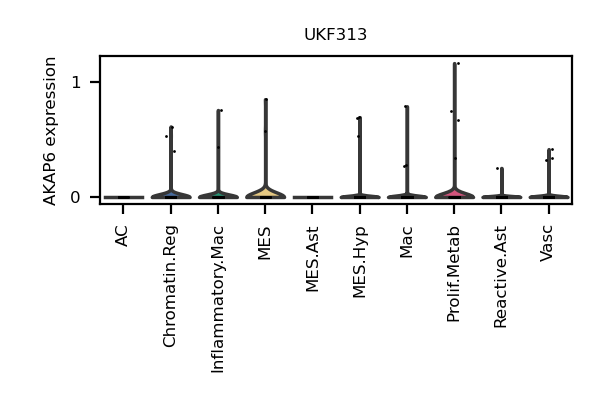 UKF313
AKAP6 expression
1
0
AC
Chromatin.Reg
Inflammatory.Mac
MES
MES.Ast
MES.Hyp
Mac
Prolif.Metab
Reactive.Ast
Vasc